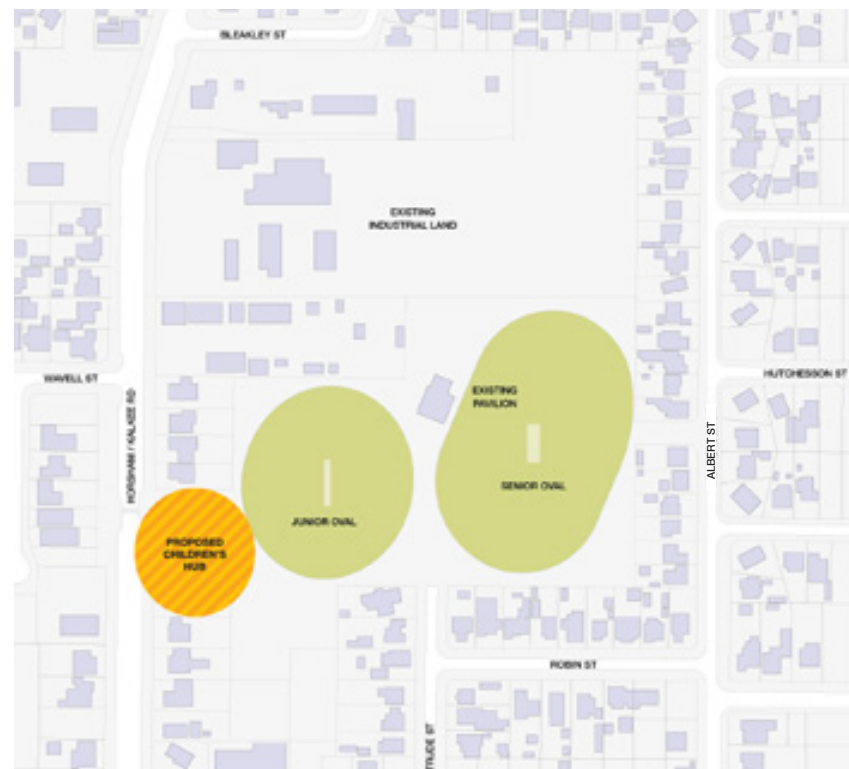 BLEAKLEY ST
EXISTING
INDUSTRIAL LAND
WAVELL ST
HUTCHESSON ST
HORSHAM / KALKEE RD
EXISTING
PAVILION
ALBERT ST
SENIOR OVAL
JUNIOR OVAL
PROPOSED
CHILDREN'S
HUB
ROBIN ST
TRUDE ST